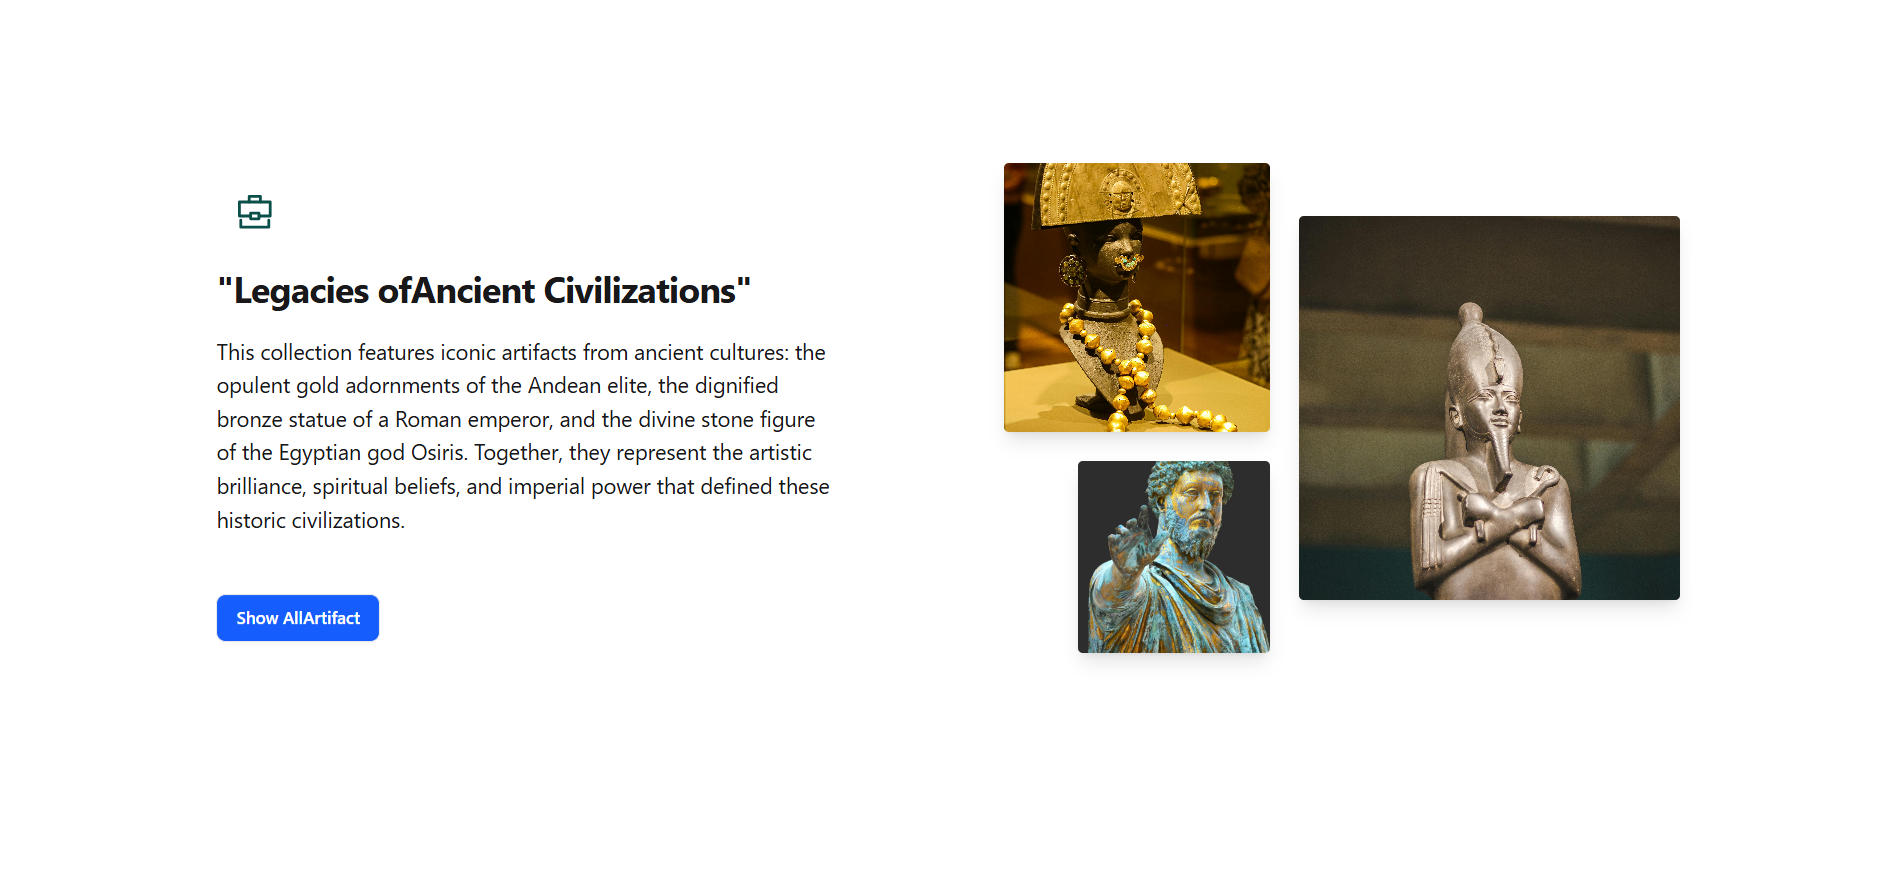 "Legacies ofAncient Civilizations"
This collection features iconic artifacts from ancient cultures: the
opulent gold adornments of the Andean elite, the dignified
bronze statue of a Roman emperor, and the divine stone figure
of the Egyptian god Osiris. Together, they represent the artistic
brilliance, spiritual beliefs, and imperial power that defined these
historic civilizations.
Show AllArtifact